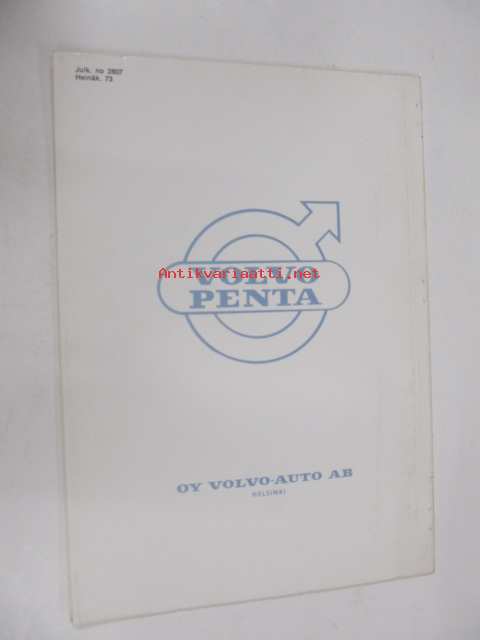 Julk. no 2807
Heinäk. 73
VOLVO
Antikvariaatti.net
PENTA
OY VOLVO-AUTO AB
HELSINKI